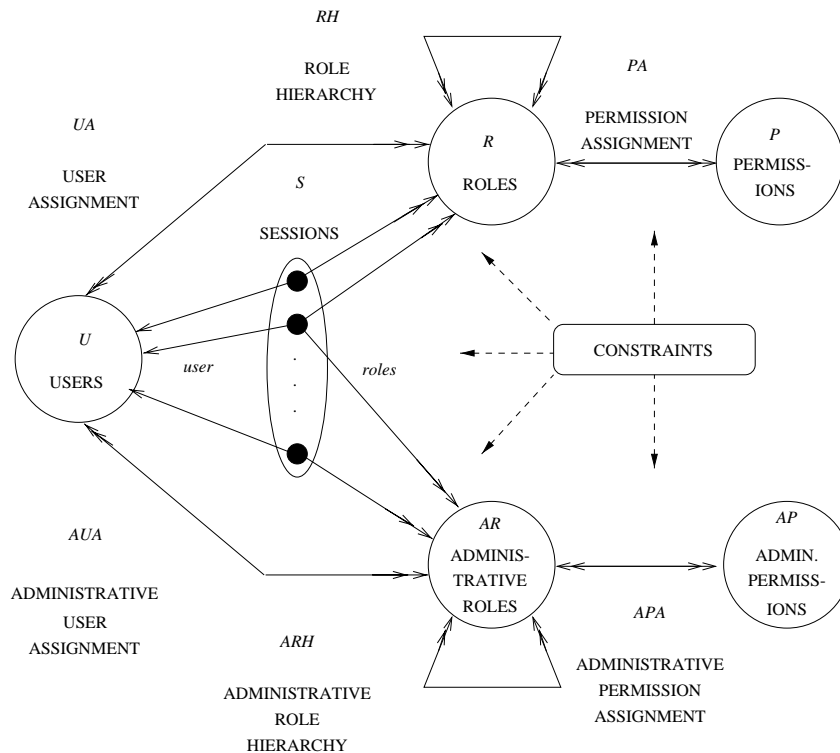 RH
ROLE
HIERARCHY
PA
PERMISSION
ASSIGNMENT
UA
USER
ASSIGNMENT
S
SESSIONS
R
ROLES
P
PERMISS-
IONS
U
USERS
user
roles
CONSTRAINTS
AUA
ADMINISTRATIVE
USER
ASSIGNMENT
AR
ADMINIS-
TRATIVE
ROLES
AP
ADMIN.
PERMISS-
IONS
ARH
ADMINISTRATIVE
ROLE
HIERARCHY
APA
ADMINISTRATIVE
PERMISSION
ASSIGNMENT